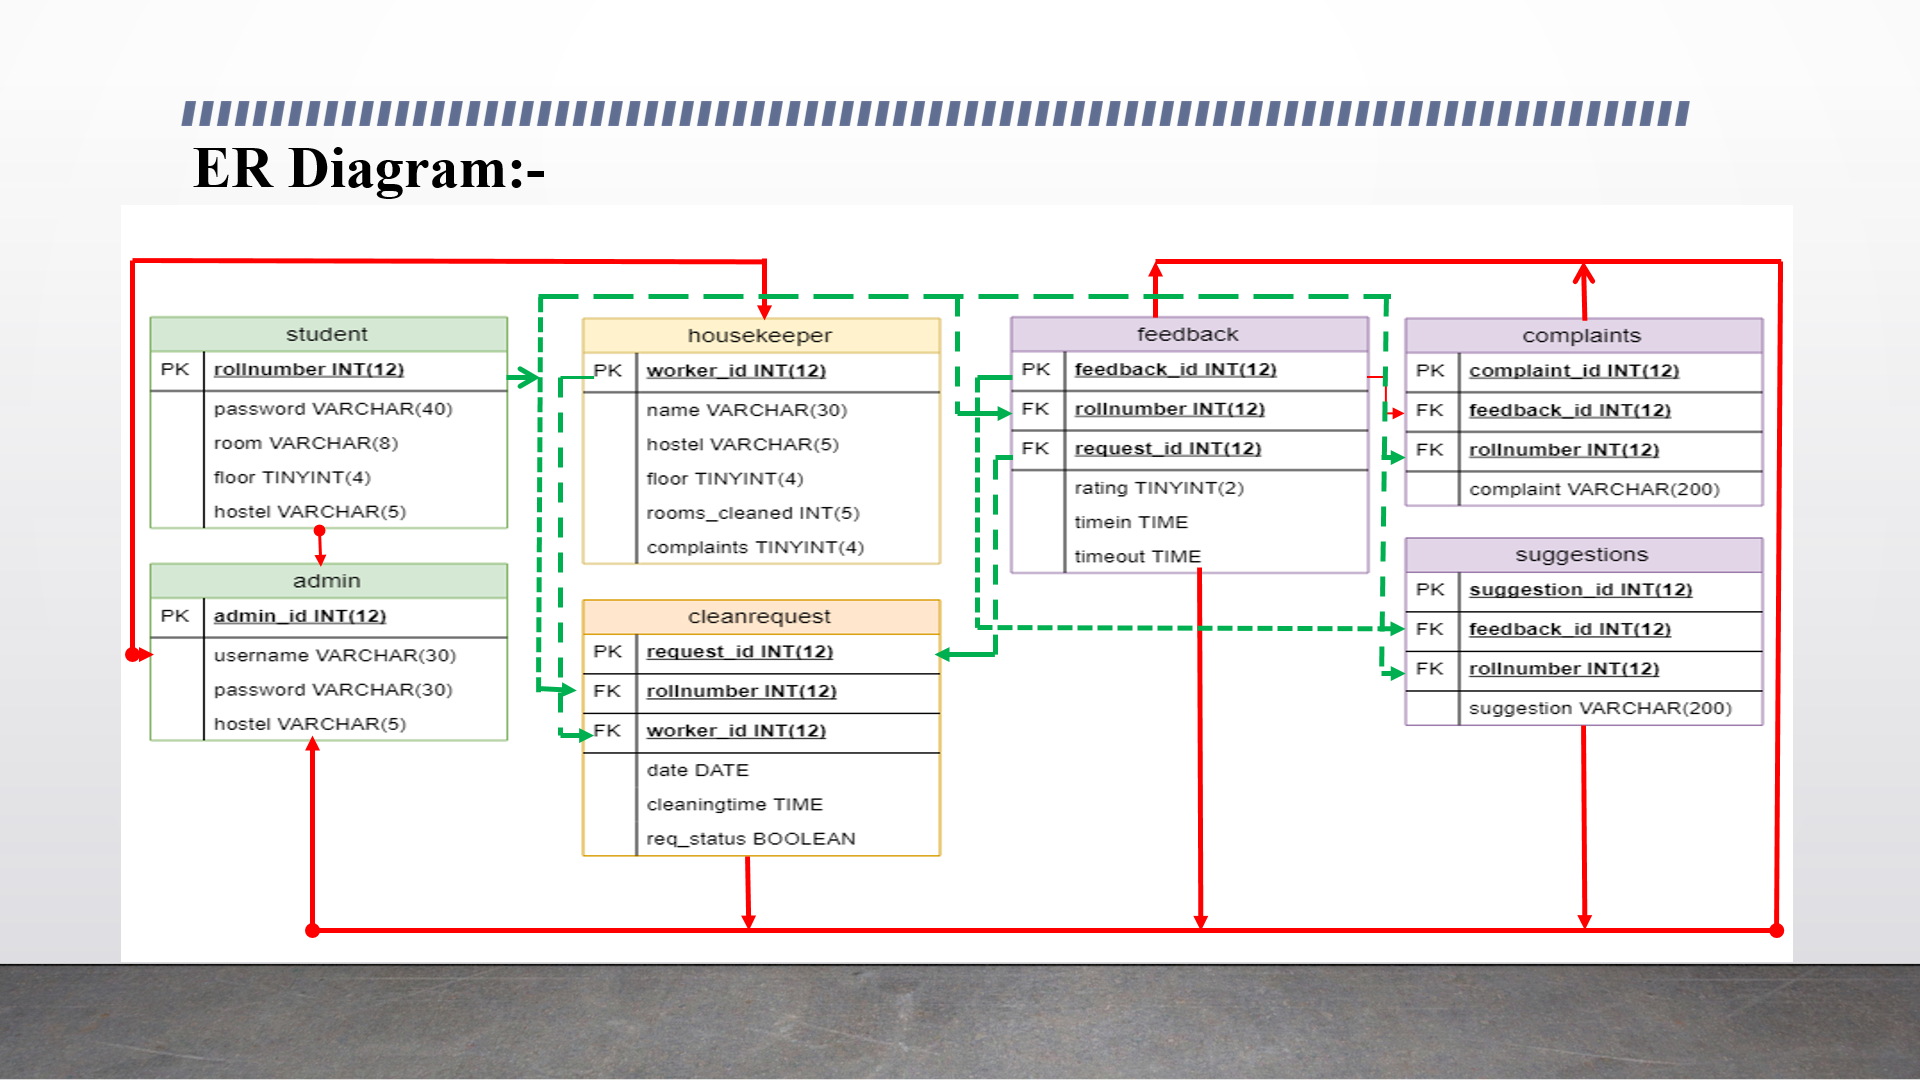 ER Diagram:-
student
PK rollnumber INT(12)
password VARCHAR(40)
room VARCHAR(8)
floor TINYINT(4)
hostel VARCHAR(5)
admin
PK admin_id INT(12)
username VARCHAR(30)
password VARCHAR(30)
hostel VARCHAR(5)
housekeeper
PK worker_id INT(12)
name VARCHAR(30)
hostel VARCHAR(5)
floor TINYINT(4)
rooms_cleaned INT(5)
complaints TINYINT(4)
cleanrequest
PK request_id INT(12)
FK rollnumber INT(12)
FK worker_id INT(12)
date DATE
cleaningtime TIME
req_status BOOLEAN
feedback
PK feedback_id INT(12)
FK rollnumber INT(12)
FK request_id INT(12)
rating TINYINT(2)
timein TIME
timeout TIME
complaints
PK complaint_id INT(12)
FK feedback_id INT(12)
FK rollnumber INT(12)
complaint VARCHAR(200)
suggestions
PK suggestion_id INT(12)
FK feedback_id INT(12)
FK rollnumber INT(12)
suggestion VARCHAR(200)